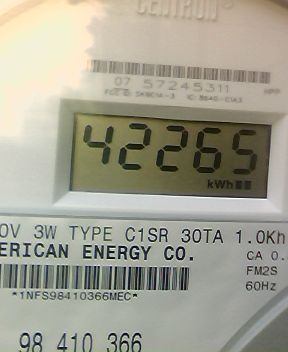 CENTRON®
07 57245311
42265
kWh
0V 3W TYPE C1SR 30TA 1.0Kh
ERICAN ENERGY CO.
CA 0.
FM2S
*1NFS98410366MEC*
60Hz
98 410 366